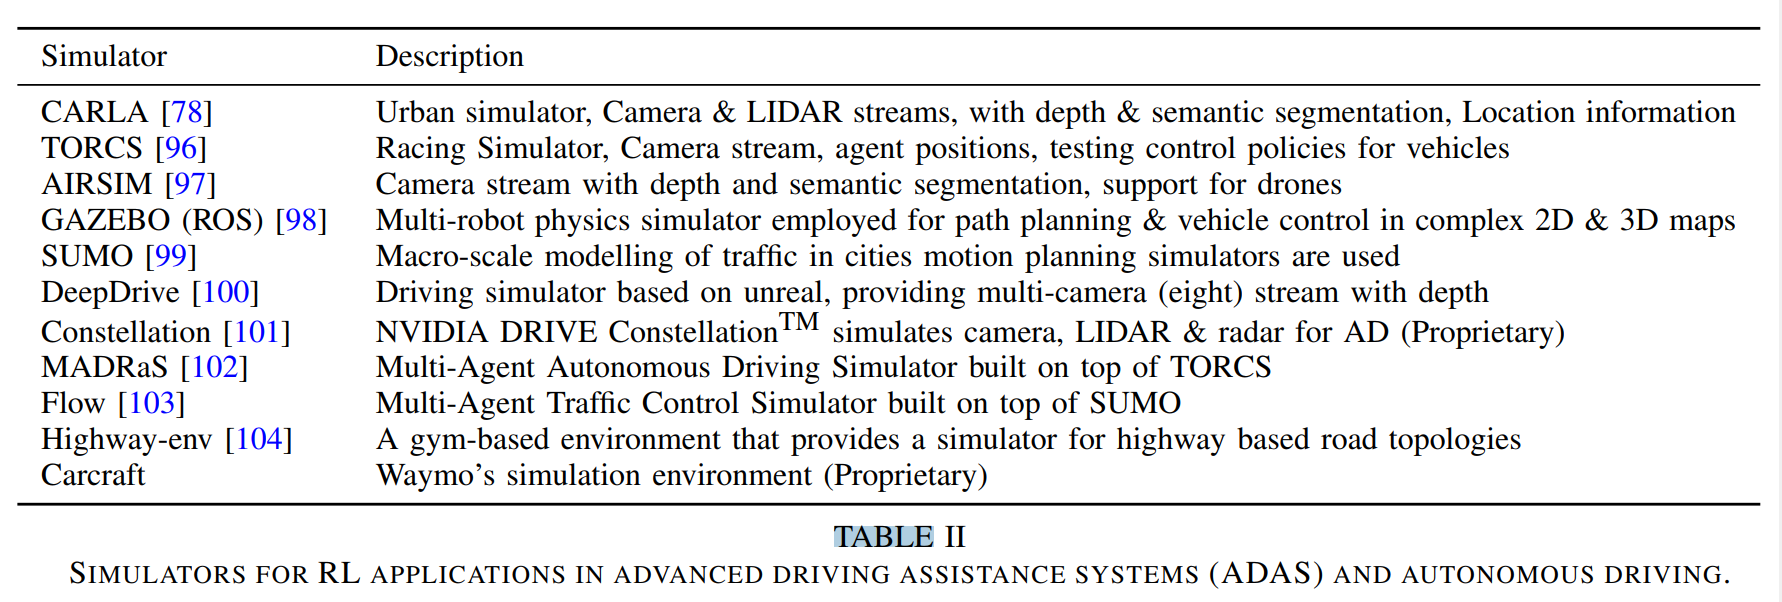 Simulator Description
CARLA [78] Urban simulator, Camera & LIDAR streams, with depth & semantic segmentation, Location information
TORCS [96] Racing Simulator, Camera stream, agent positions, testing control policies for vehicles
AIRSIM [97] Camera stream with depth and semantic segmentation, support for drones
GAZEBO (ROS) [98] Multi-robot physics simulator employed for path planning & vehicle control in complex 2D & 3D maps
SUMO [99] Macro-scale modelling of traffic in cities motion planning simulators are used
DeepDrive [100] Driving simulator based on unreal, providing multi-camera (eight) stream with depth
Constellation [101] NVIDIA DRIVE Constellation™ simulates camera, LIDAR & radar for AD (Proprietary)
MADRaS [102] Multi-Agent Autonomous Driving Simulator built on top of TORCS
Flow [103] Multi-Agent Traffic Control Simulator built on top of SUMO
Highway-env [104] A gym-based environment that provides a simulator for highway based road topologies
Carcraft Waymo’s simulation environment (Proprietary)
TABLE II
SIMULATORS FOR RL APPLICATIONS IN ADVANCED DRIVING ASSISTANCE SYSTEMS (ADAS) AND AUTONOMOUS DRIVING.